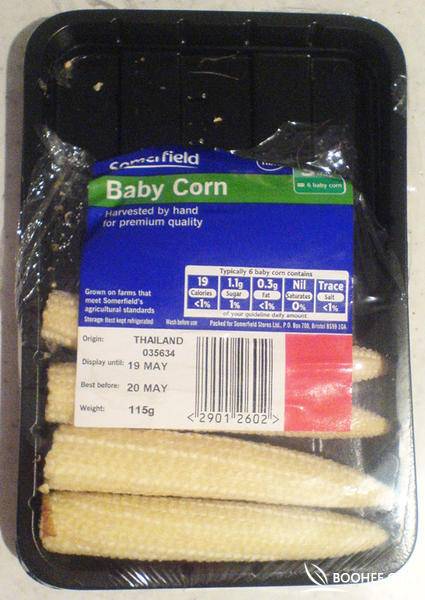 Somerfield
6 baby corn
Baby Corn
Harvested by hand
for premium quality
Typically 6 baby corn contains
19 1.1g 0.3g Nil Trace
Calories Sugar Fat Saturates Salt
<1% 1% <1% 0% <1%
of your guideline daily amount
Grown on farms that
meet Somerfield's
agricultural standards
Storage: Best kept refrigerated Wash before use Packed for Somerfield Stores Ltd., P.O. Box 708, Bristol BS99 1GA
Origin: THAILAND
035634
Display until: 19 MAY
Best before: 20 MAY
Weight: 115g
<2901 2602>